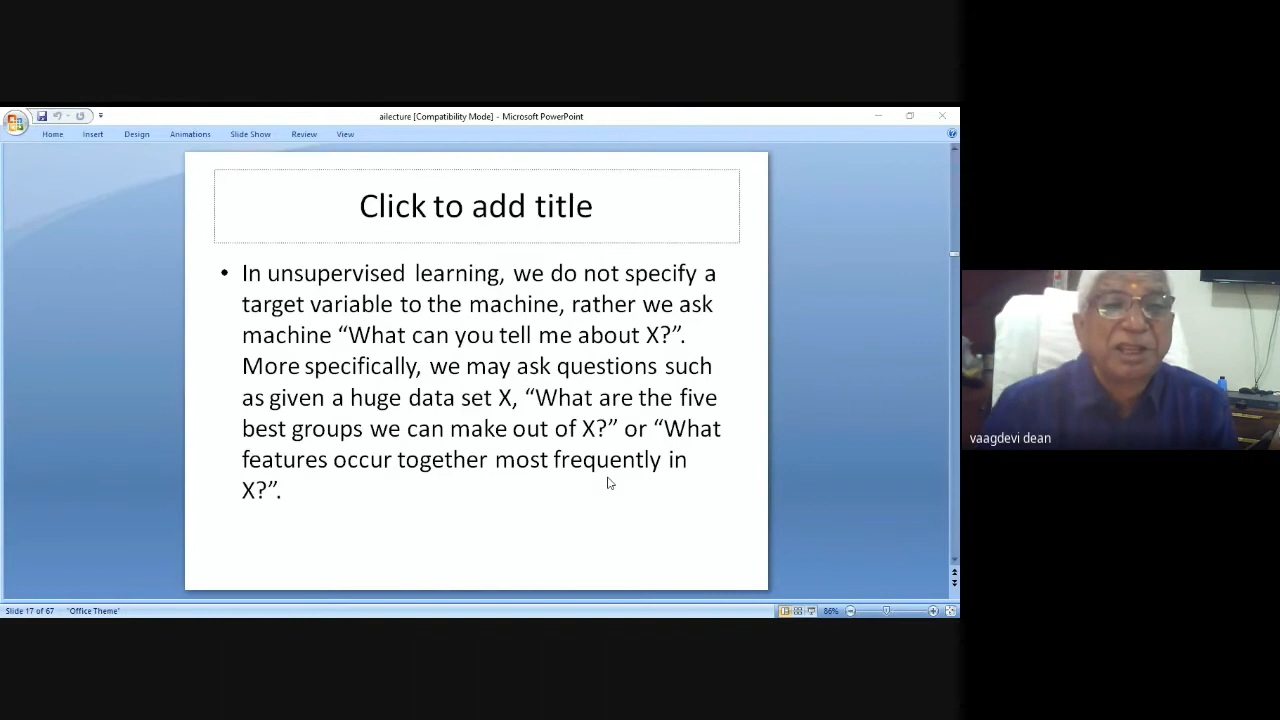 ailecture [Compatibility Mode] - Microsoft PowerPoint
Home Insert Design Animations Slide Show Review View
Click to add title
• In unsupervised learning, we do not specify a
target variable to the machine, rather we ask
machine “What can you tell me about X?”.
More specifically, we may ask questions such
as given a huge data set X, “What are the five
best groups we can make out of X?” or “What
features occur together most frequently in
X?”.
vaagdevi dean
Slide 17 of 67 "Office Theme" 86%